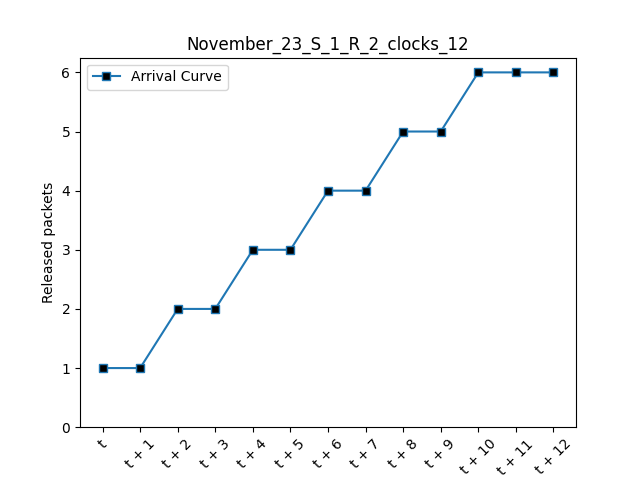 November_23_S_1_R_2_clocks_12
Arrival Curve
Released packets
6
5
4
3
2
1
0
t
t + 1
t + 2
t + 3
t + 4
t + 5
t + 6
t + 7
t + 8
t + 9
t + 10
t + 11
t + 12